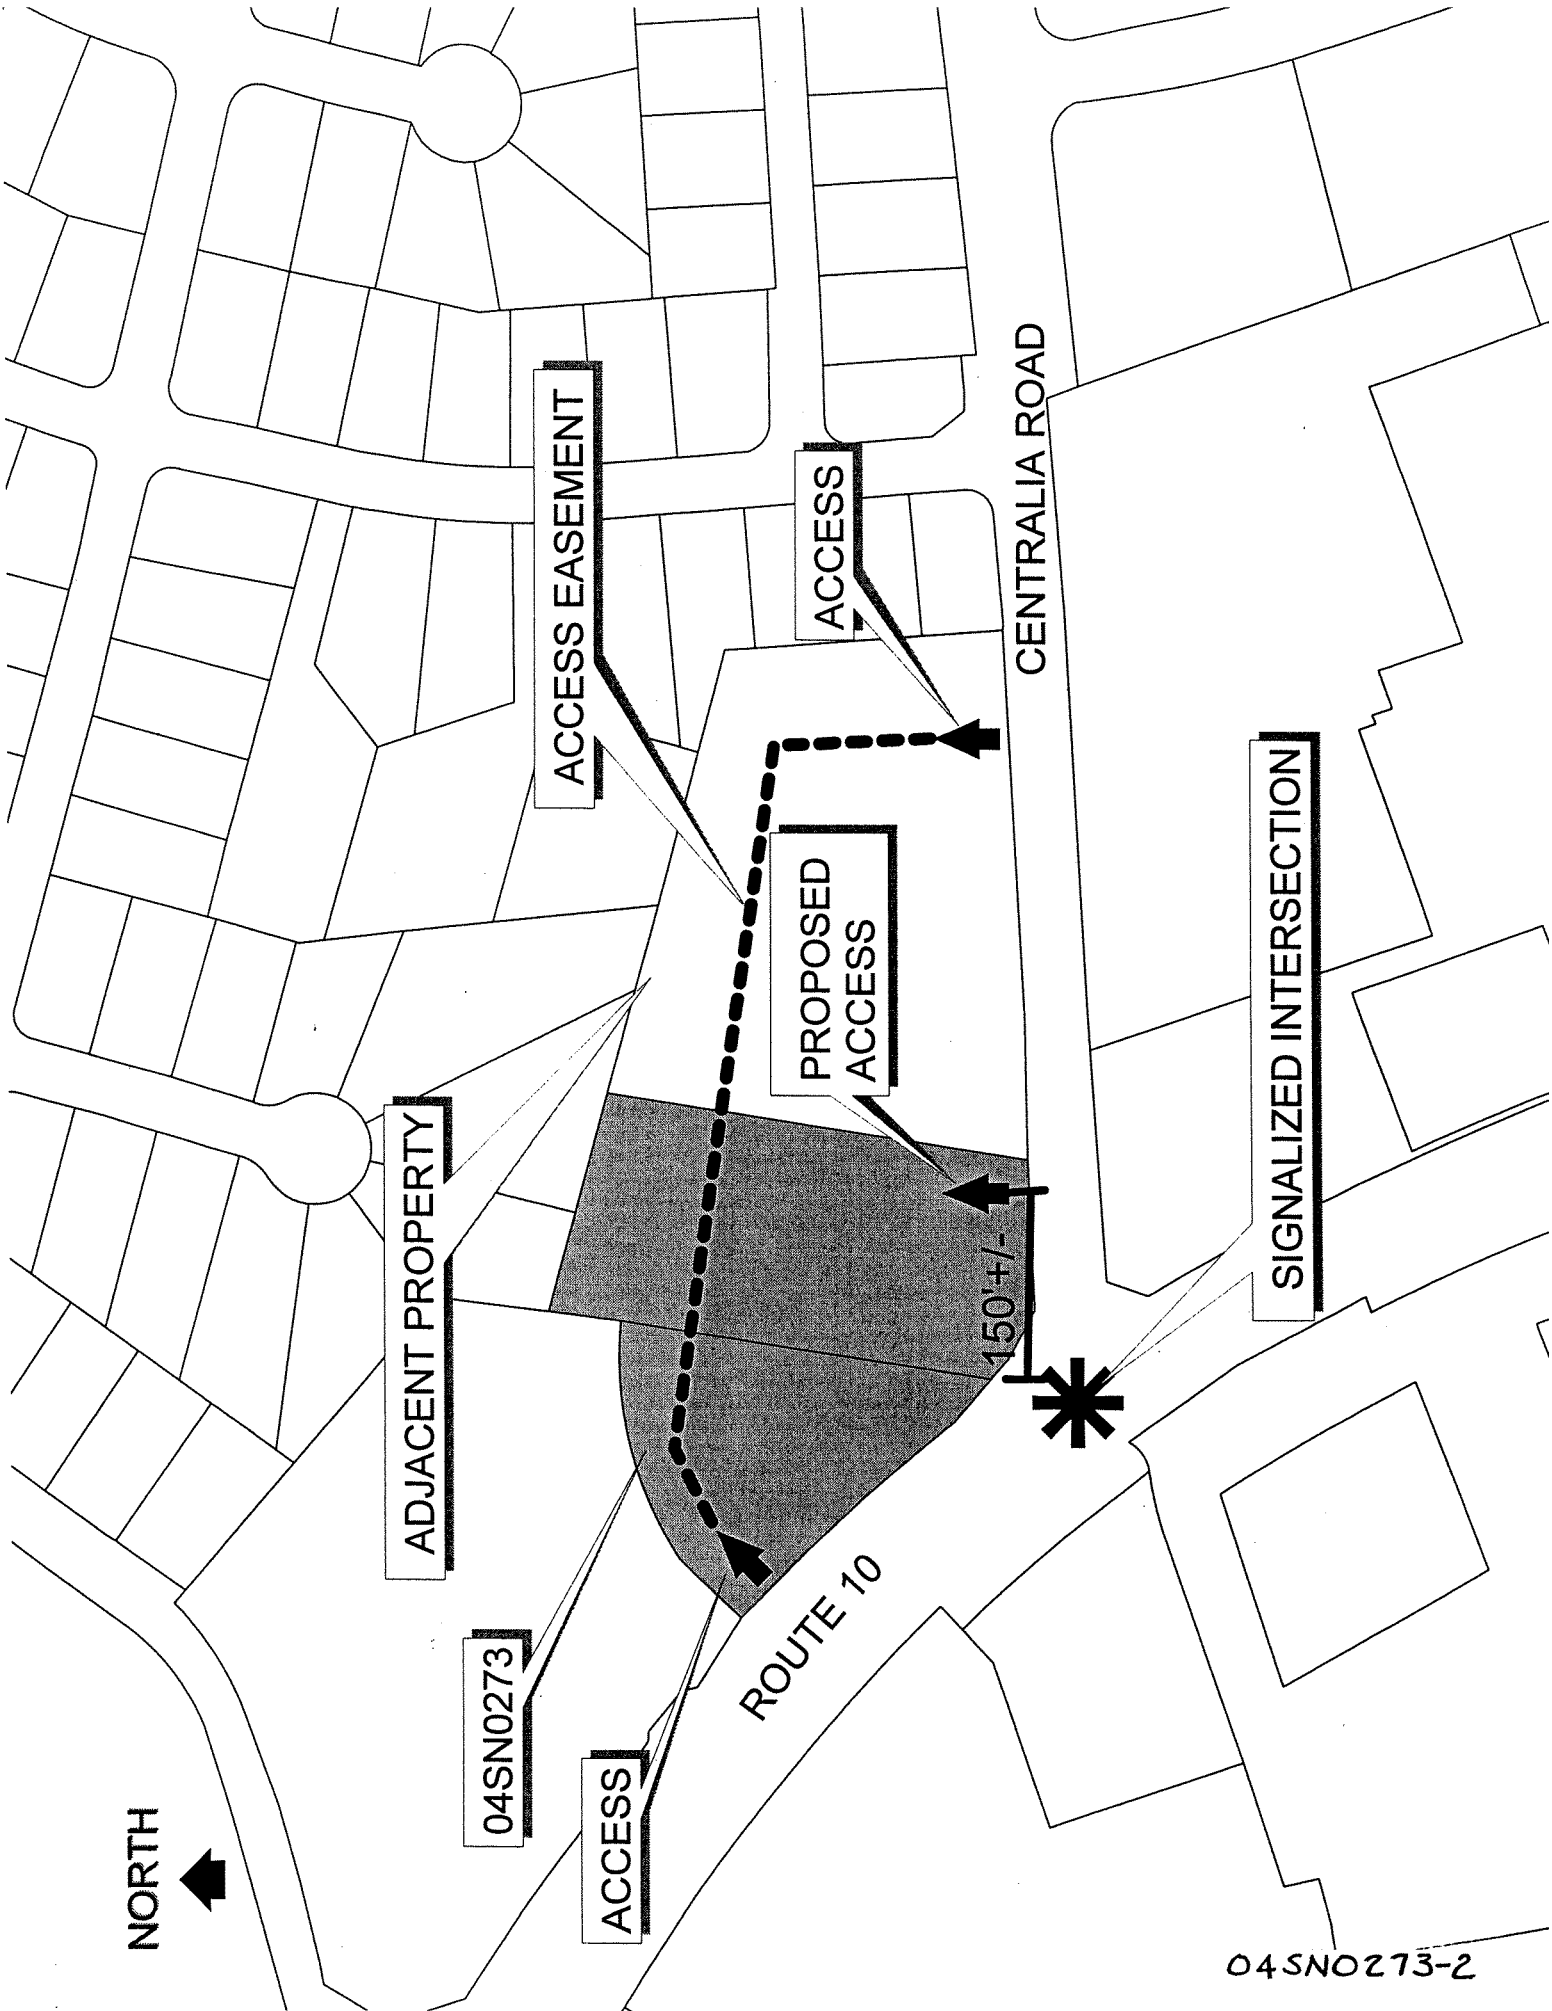 NORTH
04SN0273
ACCESS
ADJACENT PROPERTY
ACCESS EASEMENT
ACCESS
PROPOSED
ACCESS
CENTRALIA ROAD
150'+/-
ROUTE 10
SIGNALIZED INTERSECTION
04SN0273-2